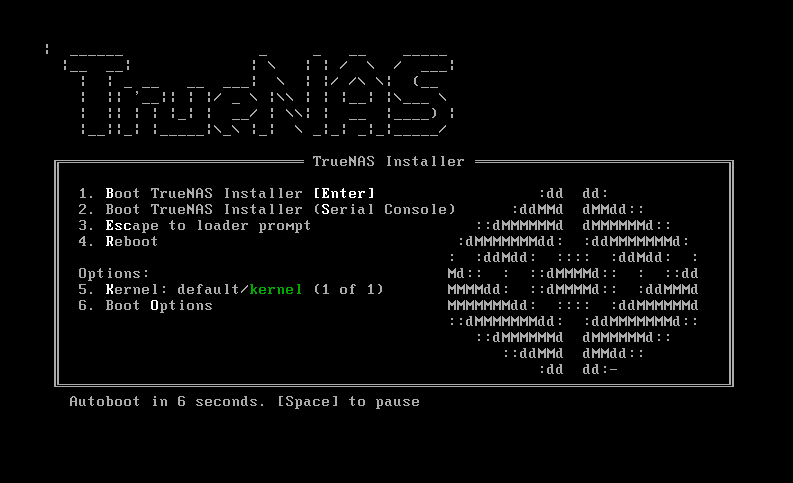 TrueNAS
TrueNAS Installer
1. Boot TrueNAS Installer [Enter]
2. Boot TrueNAS Installer (Serial Console)
3. Escape to loader prompt
4. Reboot
Options:
5. Kernel: default/kernel (1 of 1)
6. Boot Options
Autoboot in 6 seconds. [Space] to pause